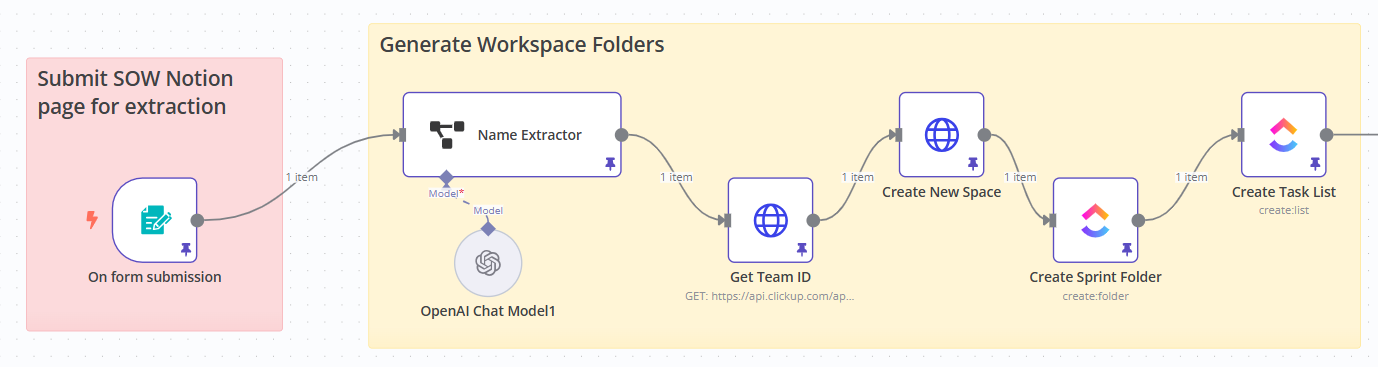 Generate Workspace Folders
Submit SOW Notion
page for extraction
Name Extractor
1 item
Model*
Model
OpenAI Chat Model1
On form submission
1 item
Get Team ID
GET: https://api.clickup.com/ap...
1 item
Create New Space
1 item
Create Sprint Folder
create:folder
1 item
Create Task List
create:list